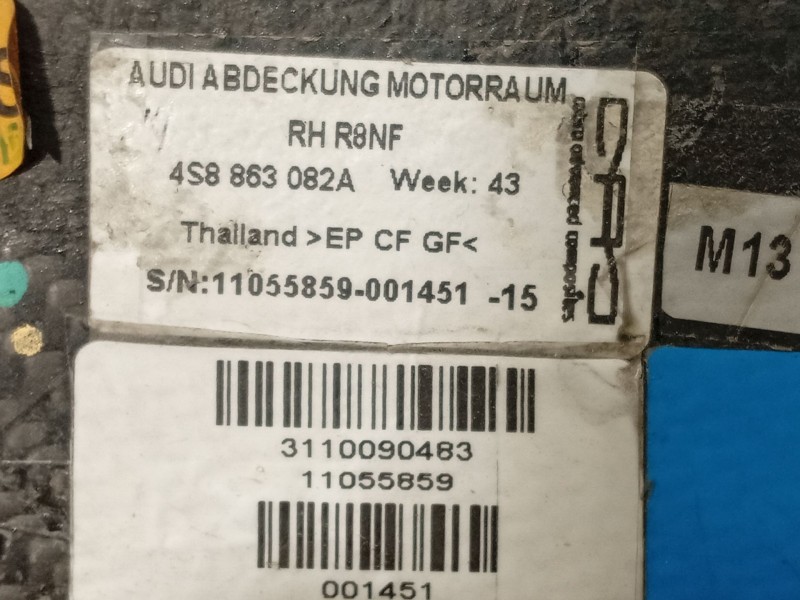 AUDI ABDECKUNG MOTORRAUM
RH R8NF
4S8 863 082A Week: 43
Thailand >EP CF GF<
S/N:11055859-001451 -15
composites
M13
3110090483
11055859
001451